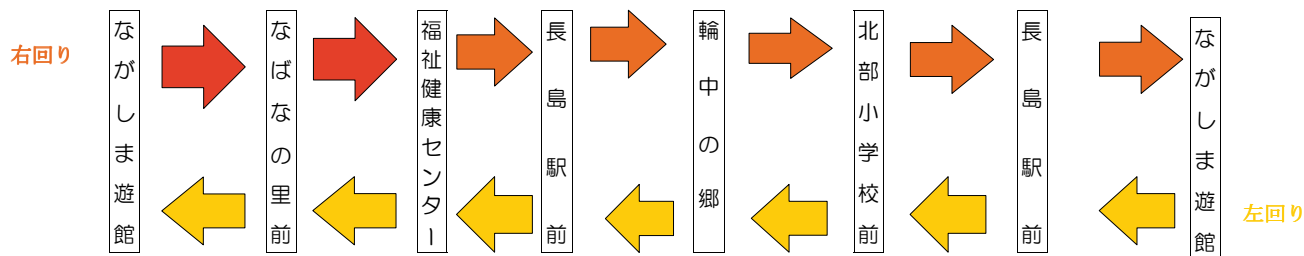 右回り
ながしま遊館
なばなの里前
福祉健康センター
長島駅前
輪中の郷
北部小学校前
長島駅前
ながしま遊館
左回り